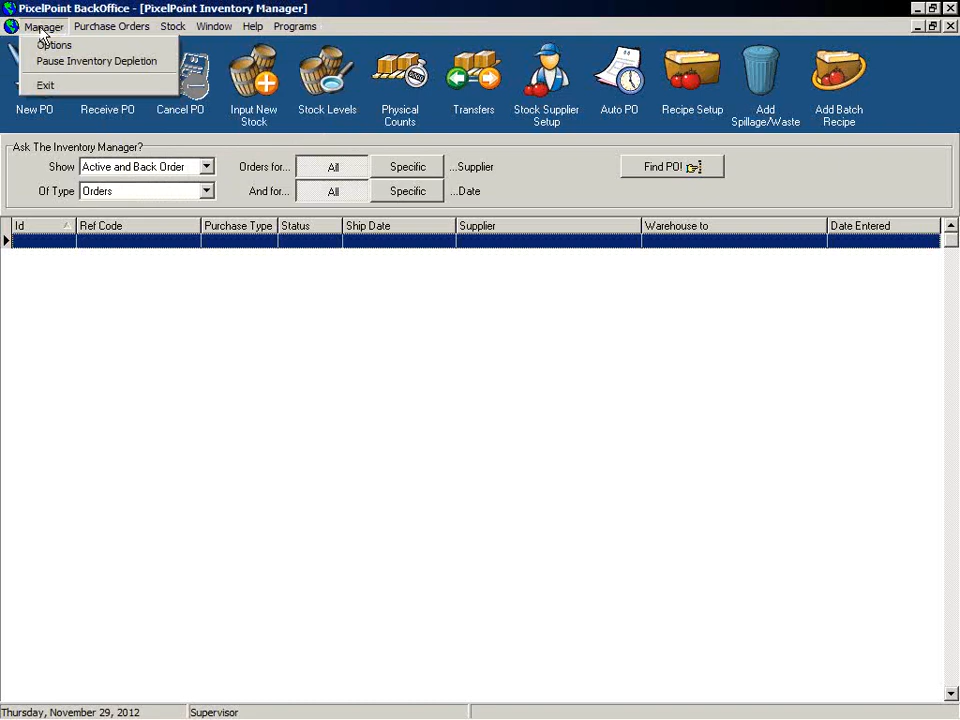 PixelPoint BackOffice - [PixelPoint Inventory Manager]
Manager Purchase Orders Stock Window Help Programs
Options
Pause Inventory Depletion
Exit
New PO
Receive PO
Cancel PO
Input New Stock
Stock Levels
Physical Counts
Transfers
Stock Supplier Setup
Auto PO
Recipe Setup
Add Spillage/Waste
Add Batch Recipe
Ask The Inventory Manager?
Show Active and Back Order Orders for... All Specific ...Supplier Find PO!
Of Type Orders And for... All Specific ...Date
Id Ref Code Purchase Type Status Ship Date Supplier Warehouse to Date Entered
Thursday, November 29, 2012 Supervisor